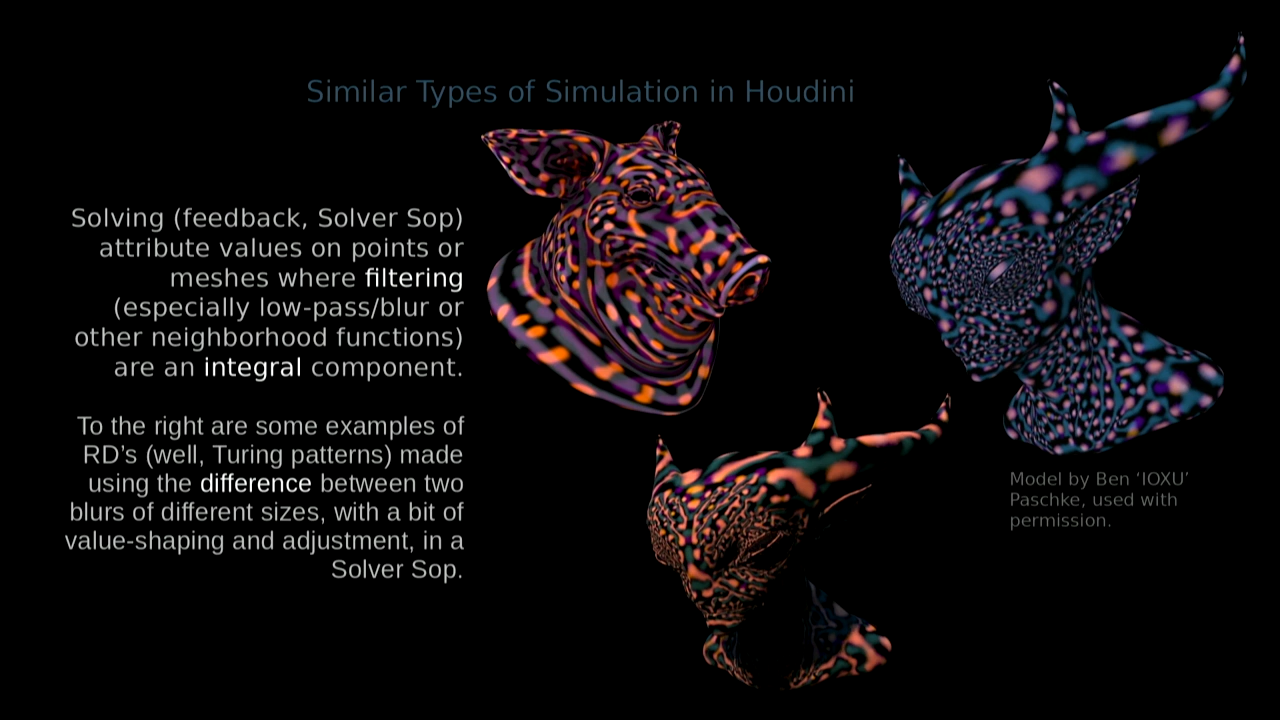 Similar Types of Simulation in Houdini
Solving (feedback, Solver Sop)
attribute values on points or
meshes where filtering
(especially low-pass/blur or
other neighborhood functions)
are an integral component.
To the right are some examples of
RD’s (well, Turing patterns) made
using the difference between two
blurs of different sizes, with a bit of
value-shaping and adjustment, in a
Solver Sop.
Model by Ben ‘IOXU’
Paschke, used with
permission.